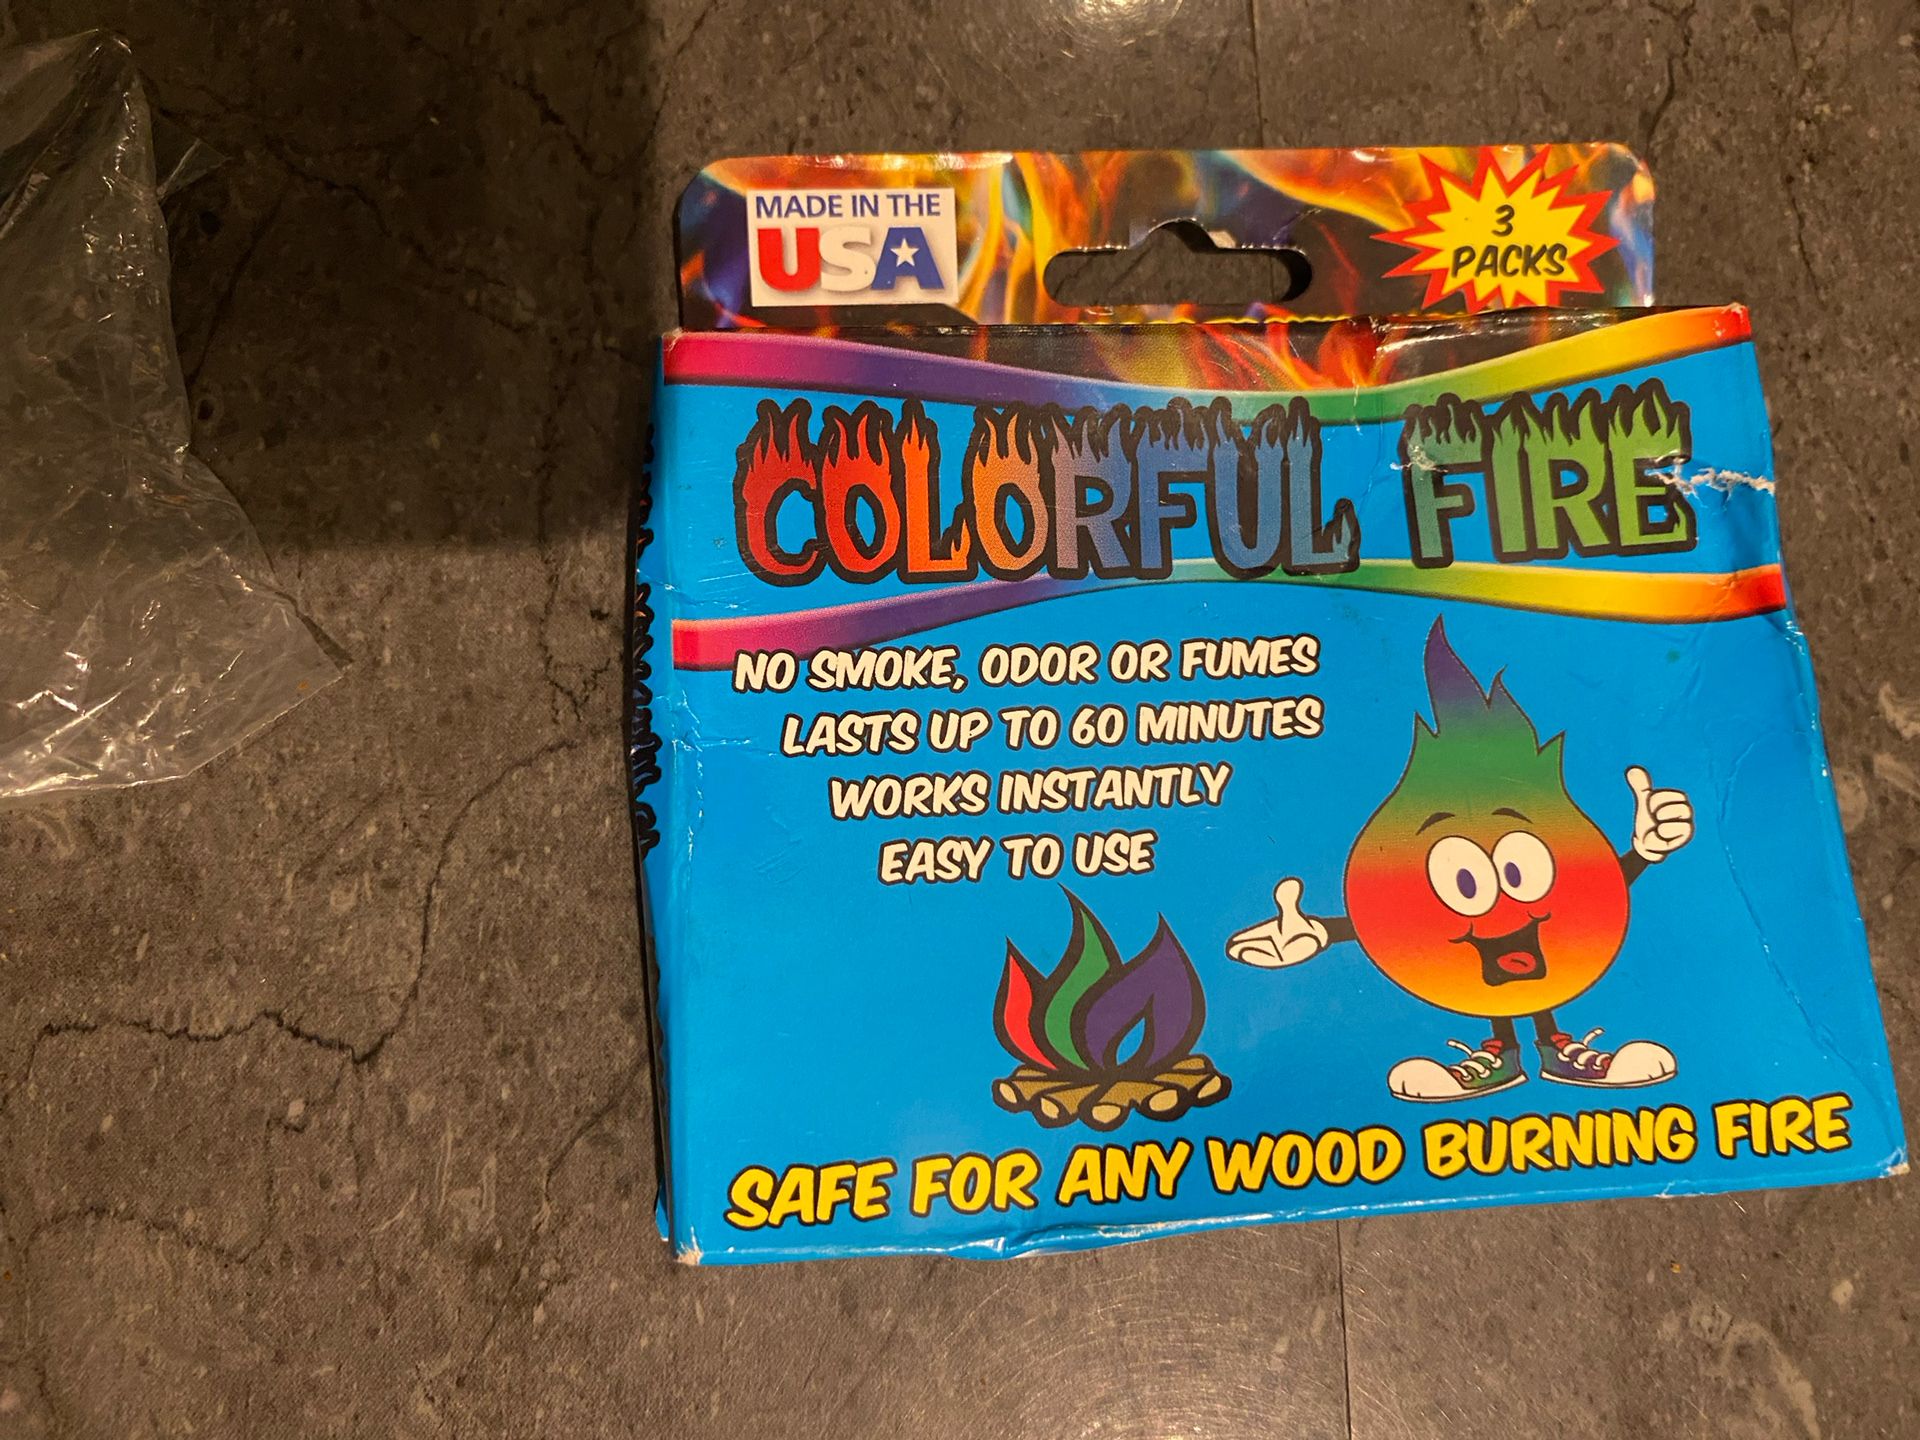 MADE IN THE
USA
3
PACKS
COLORFUL FIRE
NO SMOKE, ODOR OR FUMES
LASTS UP TO 60 MINUTES
WORKS INSTANTLY
EASY TO USE
SAFE FOR ANY WOOD BURNING FIRE